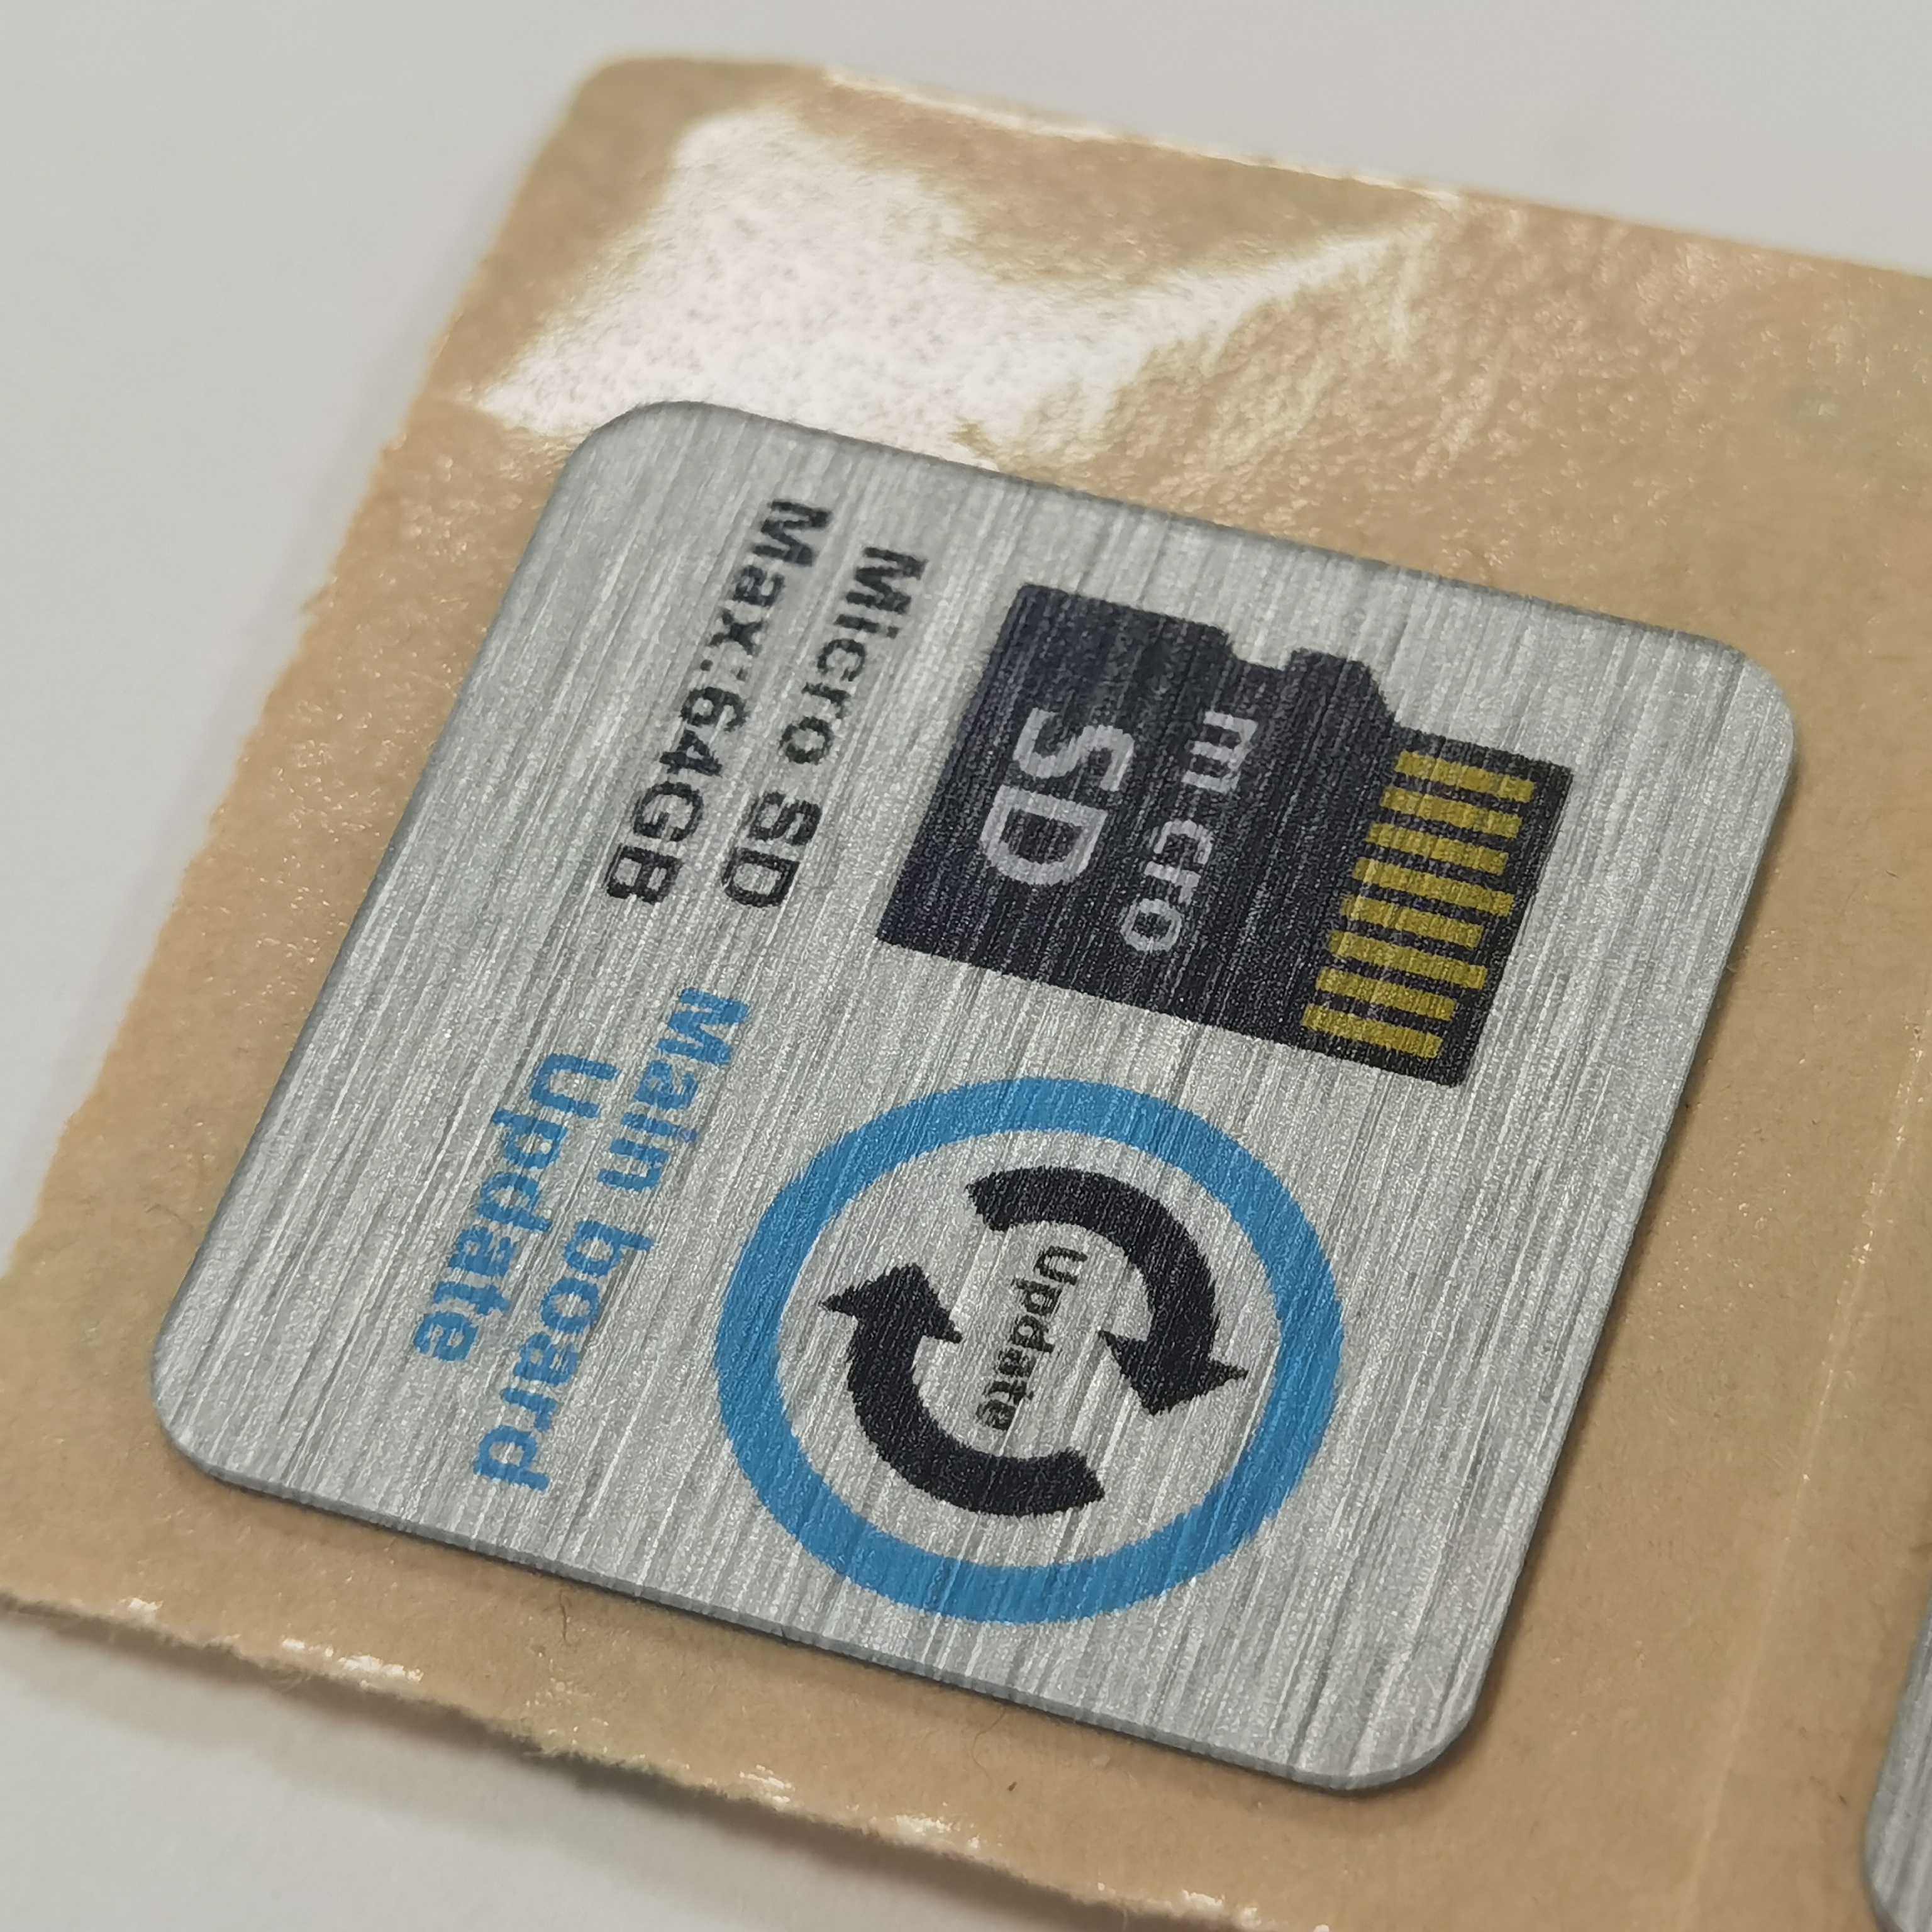 micro
SD
Micro SD
Max:64GB
Update
Main board
Update